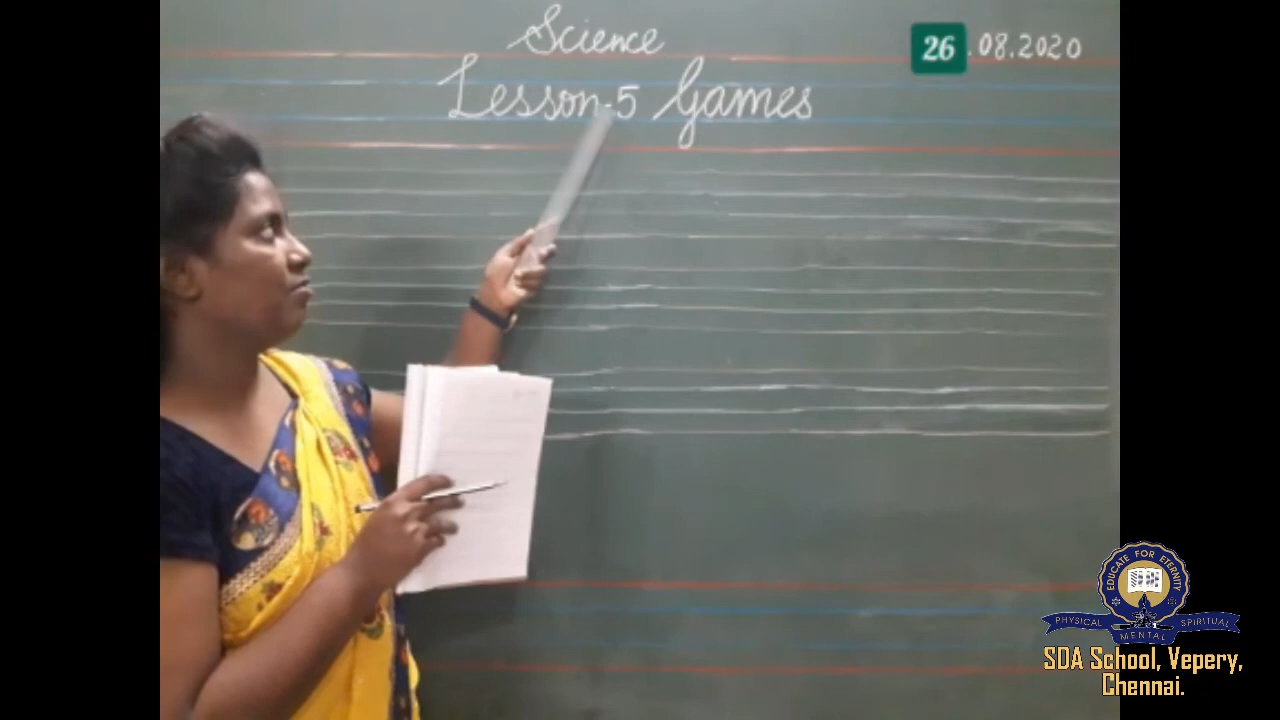 Science
26.08.2020
Lesson-5 Games
EDUCATE FOR ETERNITY
PHYSICAL MENTAL SPIRITUAL
SDA School, Vepery,
Chennai.